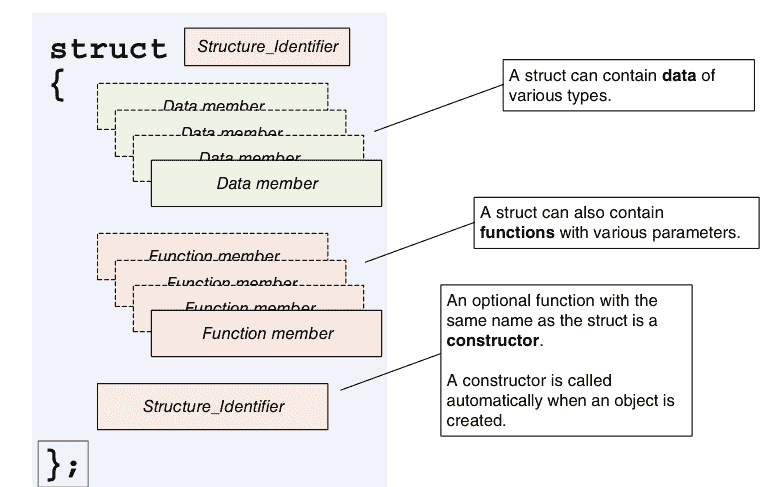 struct Structure_Identifier
{
Data member
Data member
Data member
Data member
Function member
Function member
Function member
Function member
Structure_Identifier
};
A struct can contain data of
various types.
A struct can also contain
functions with various parameters.
An optional function with the
same name as the struct is a
constructor.
A constructor is called
automatically when an object is
created.